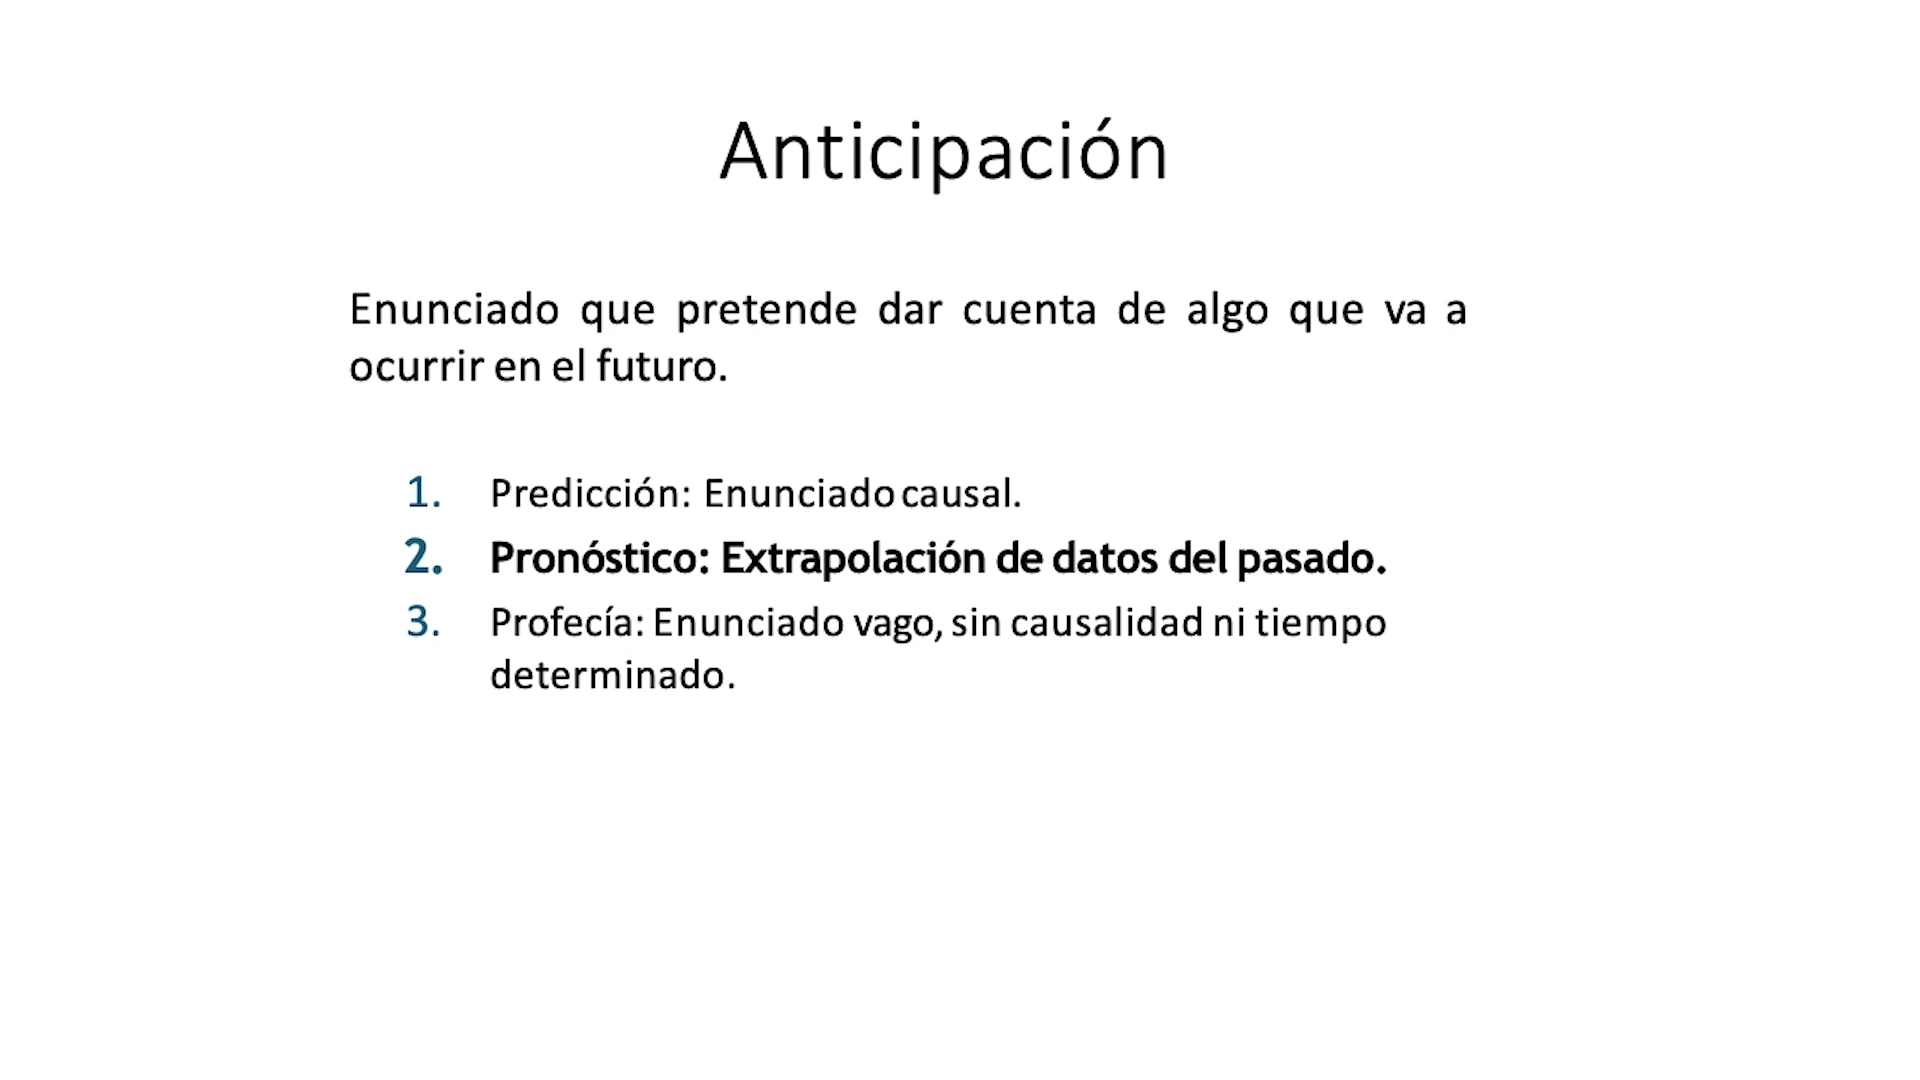 Anticipación
Enunciado que pretende dar cuenta de algo que va a
ocurrir en el futuro.
1. Predicción: Enunciado causal.
2. Pronóstico: Extrapolación de datos del pasado.
3. Profecía: Enunciado vago, sin causalidad ni tiempo
determinado.